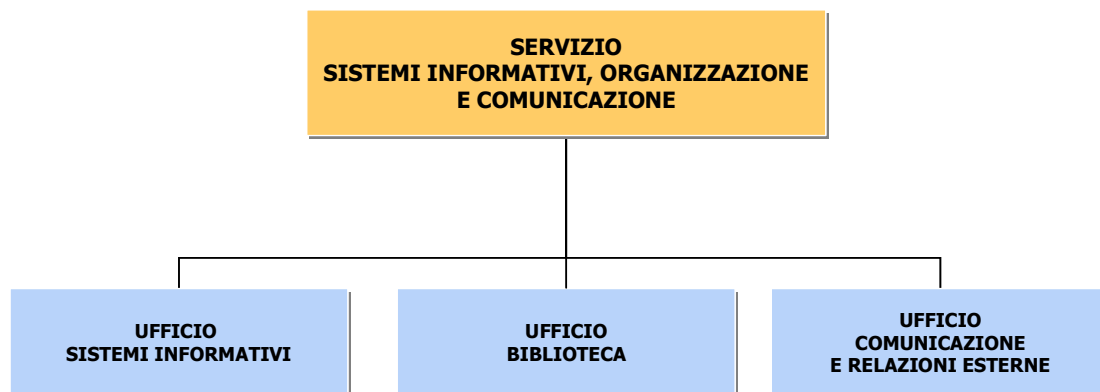 SERVIZIO
SISTEMI INFORMATIVI, ORGANIZZAZIONE
E COMUNICAZIONE
UFFICIO
SISTEMI INFORMATIVI
UFFICIO
BIBLIOTECA
UFFICIO
COMUNICAZIONE
E RELAZIONI ESTERNE